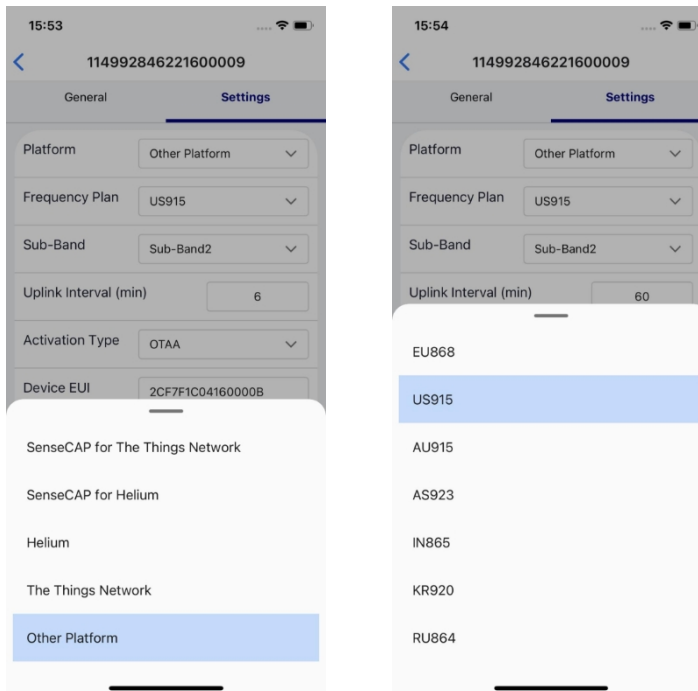 15:53
114992846221600009
General Settings
Platform Other Platform
Frequency Plan US915
Sub-Band Sub-Band2
Uplink Interval (min) 6
Activation Type OTAA
Device EUI 2CF7F1C04160000B
SenseCAP for The Things Network
SenseCAP for Helium
Helium
The Things Network
Other Platform
15:54
114992846221600009
General Settings
Platform Other Platform
Frequency Plan US915
Sub-Band Sub-Band2
Uplink Interval (min) 60
EU868
US915
AU915
AS923
IN865
KR920
RU864